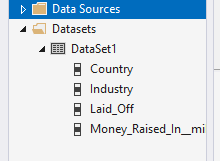 Data Sources
Datasets
DataSet1
Country
Industry
Laid_Off
Money_Raised_In__mi